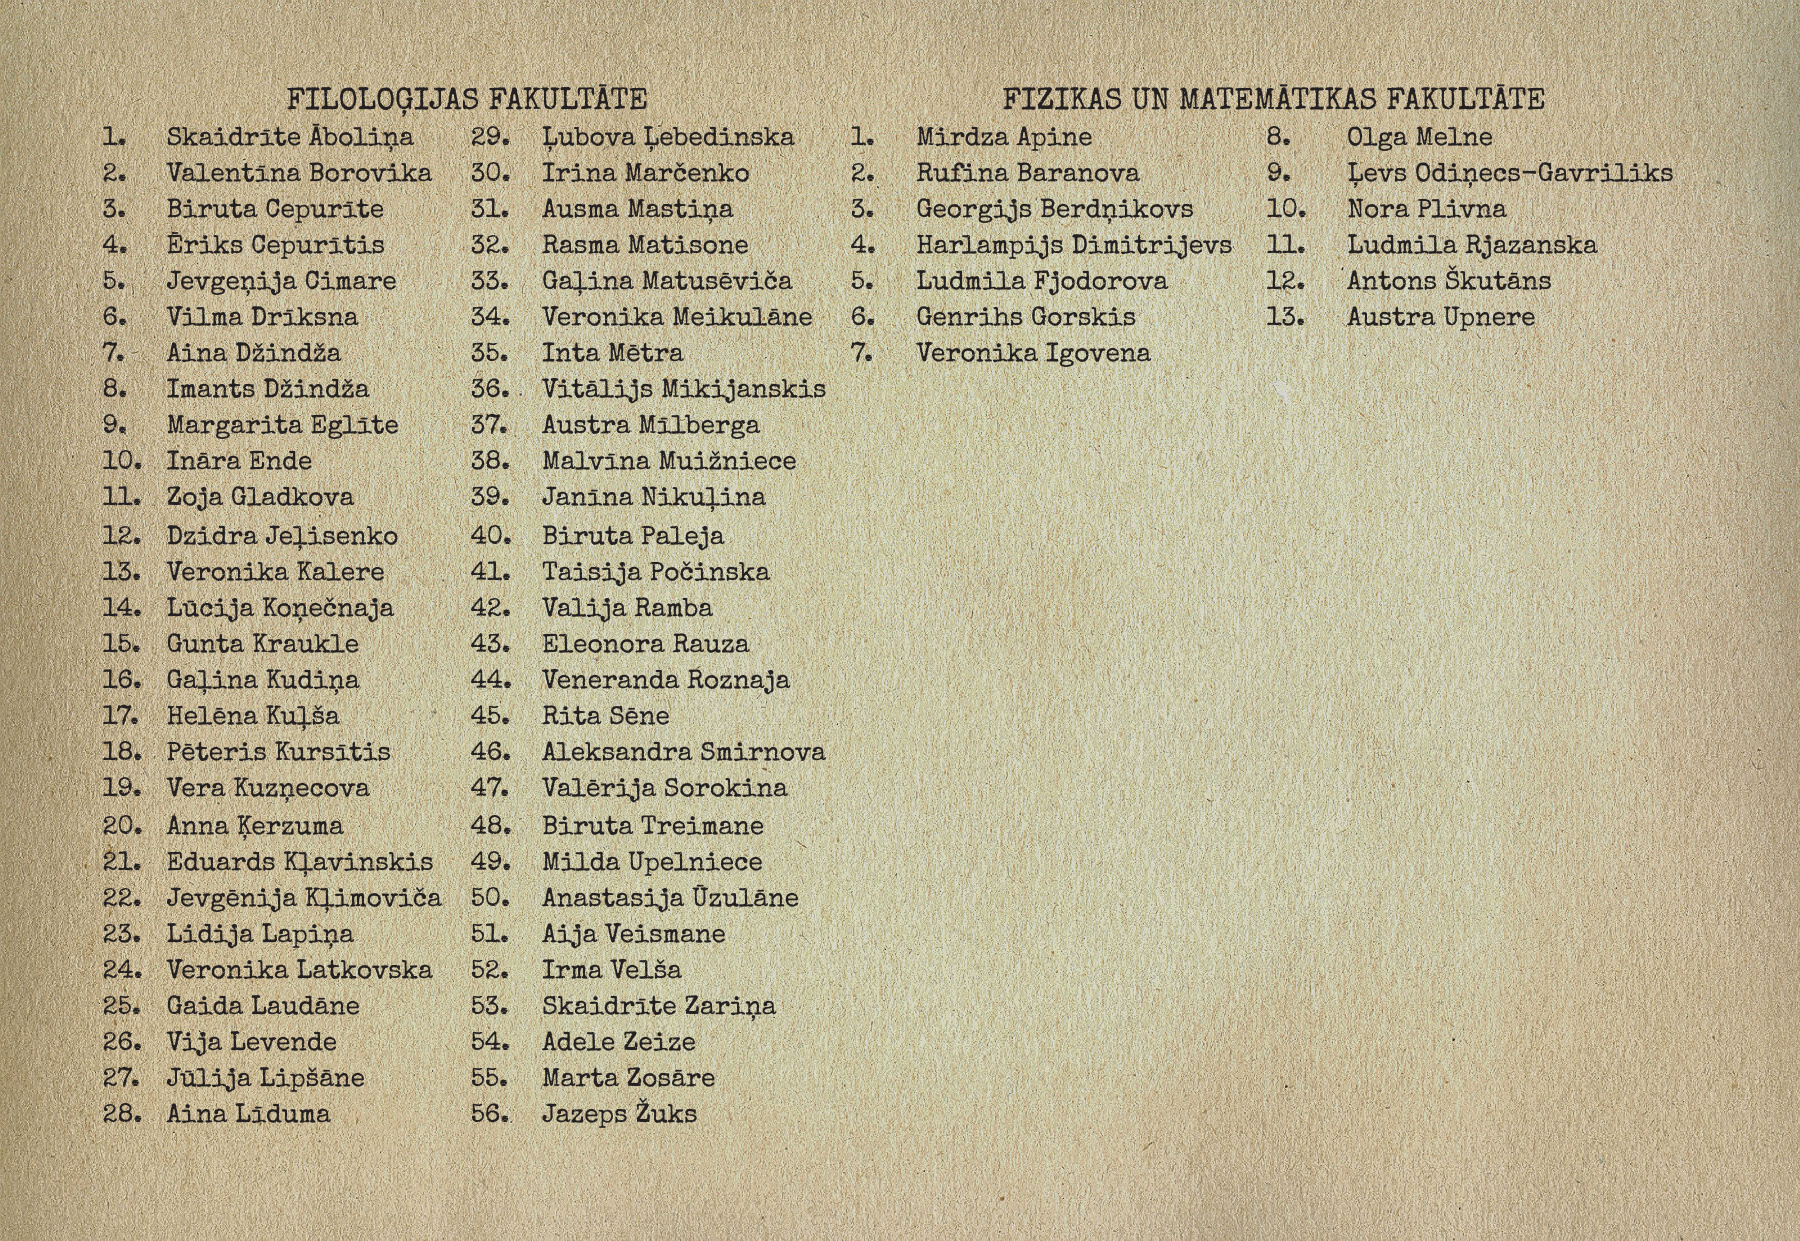 FILOLOĢIJAS FAKULTĀTE
1. Skaidrīte Āboliņa
2. Valentīna Borovika
3. Biruta Cepurīte
4. Ēriks Cepurītis
5. Jevgeņija Cimare
6. Vilma Drīksna
7. Aina Džindža
8. Imants Džindža
9. Margarita Eglīte
10. Ināra Ende
11. Zoja Gladkova
12. Dzidra Jeļisenko
13. Veronika Kalere
14. Lūcija Koņečnaja
15. Gunta Kraukle
16. Gaļina Kudiņa
17. Helēna Kuļša
18. Pēteris Kursītis
19. Vera Kuzņecova
20. Anna Ķerzuma
21. Eduards Kļavinskis
22. Jevgēnija Kļimoviča
23. Lidija Lapiņa
24. Veronika Latkovska
25. Gaida Laudāne
26. Vija Levende
27. Jūlija Lipšāne
28. Aina Līduma
29. Ļubova Ļebedinska
30. Irina Marčenko
31. Ausma Mastiņa
32. Rasma Matisone
33. Gaļina Matusēviča
34. Veronika Meikulāne
35. Inta Mētra
36. Vitālijs Mikijanskis
37. Austra Mīlberga
38. Malvīna Muižniece
39. Janīna Nikuļina
40. Biruta Paleja
41. Taisija Počinska
42. Valija Ramba
43. Eleonora Rauza
44. Veneranda Roznaja
45. Rita Sēne
46. Aleksandra Smirnova
47. Valērija Sorokina
48. Biruta Treimane
49. Milda Upelniece
50. Anastasija Ūzulāne
51. Aija Veismane
52. Irma Velša
53. Skaidrīte Zariņa
54. Adele Zeize
55. Marta Zosāre
56. Jazeps Žuks
FIZIKAS UN MATEMĀTIKAS FAKULTĀTE
1. Mirdza Apine
2. Rufina Baranova
3. Georgijs Berdņikovs
4. Harlampijs Dimitrijevs
5. Ludmila Fjodorova
6. Genrihs Gorskis
7. Veronika Igovena
8. Olga Melne
9. Ļevs Odiņecs-Gavriliks
10. Nora Plivna
11. Ludmila Rjazanska
12. Antons Škutāns
13. Austra Upnere